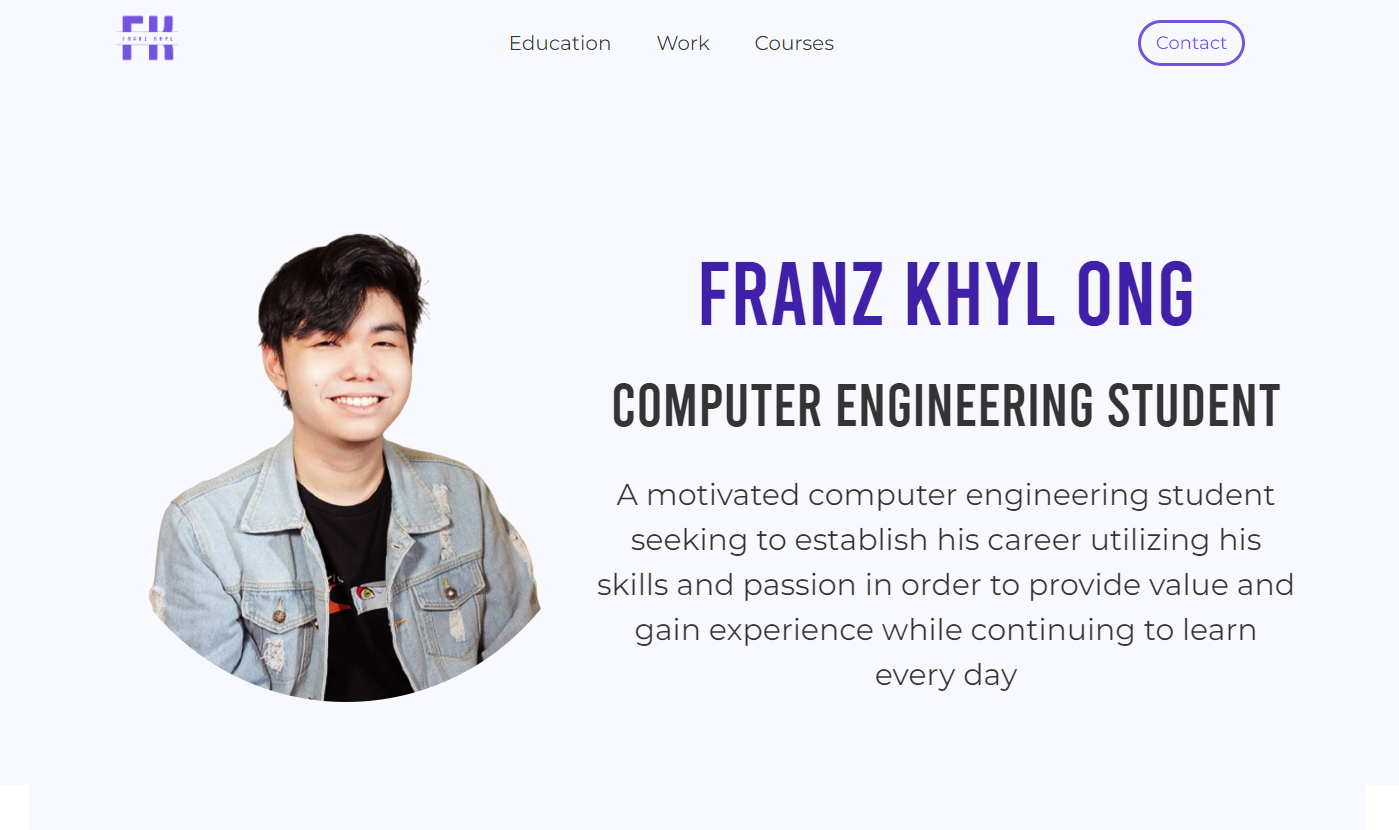 FRANZ KHYL
Education
Work
Courses
Contact
FRANZ KHYL ONG
COMPUTER ENGINEERING STUDENT
A motivated computer engineering student
seeking to establish his career utilizing his
skills and passion in order to provide value and
gain experience while continuing to learn
every day